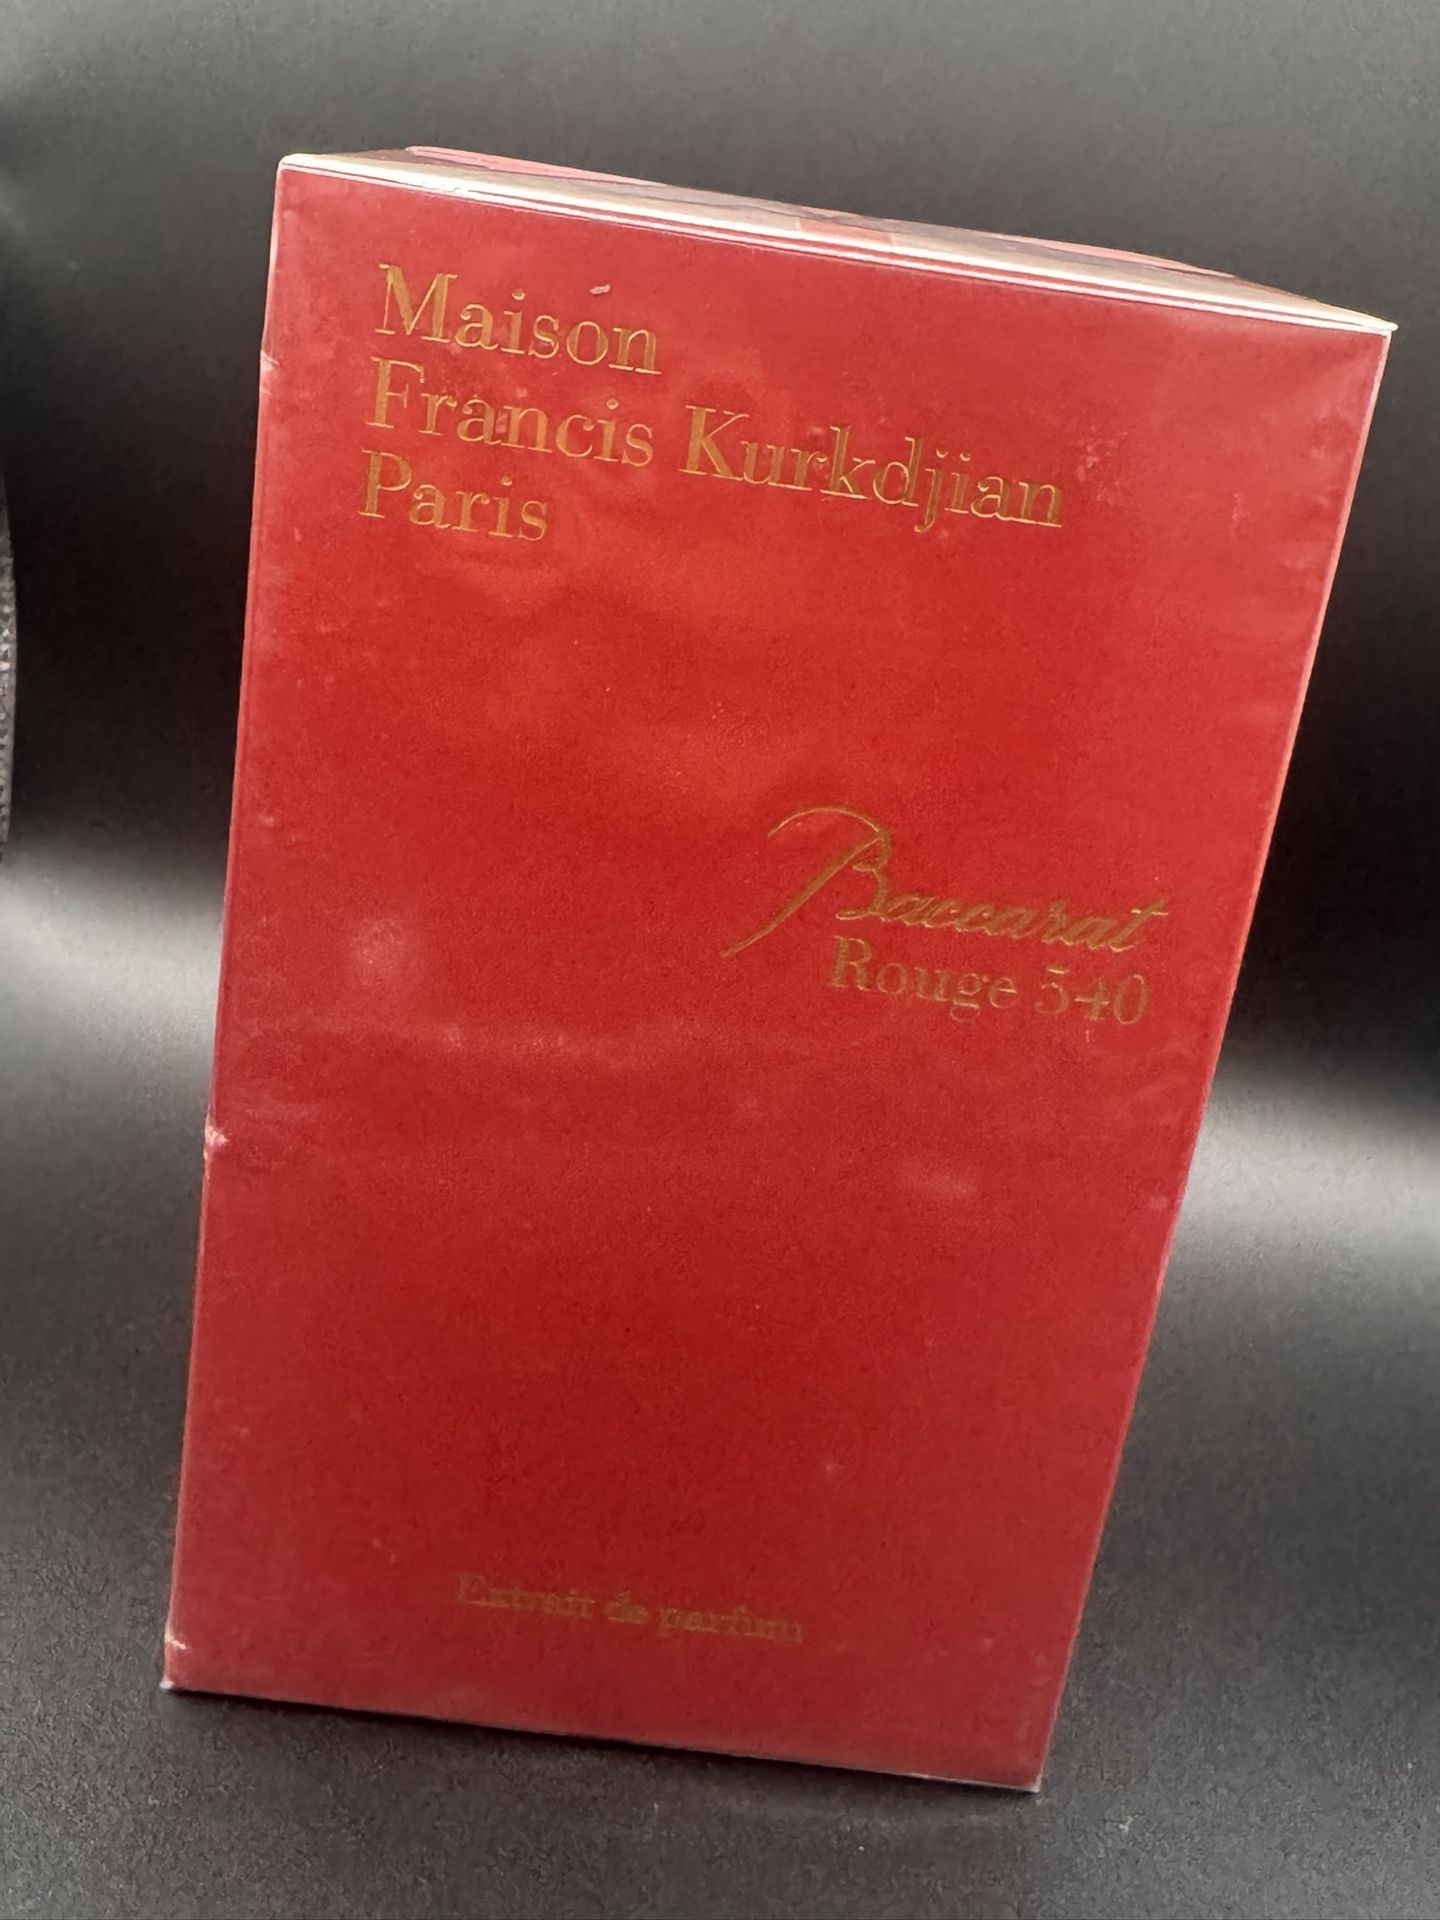 Maison
Francis Kurkdjian
Paris
Baccarat
Rouge 540
Extrait de parfum